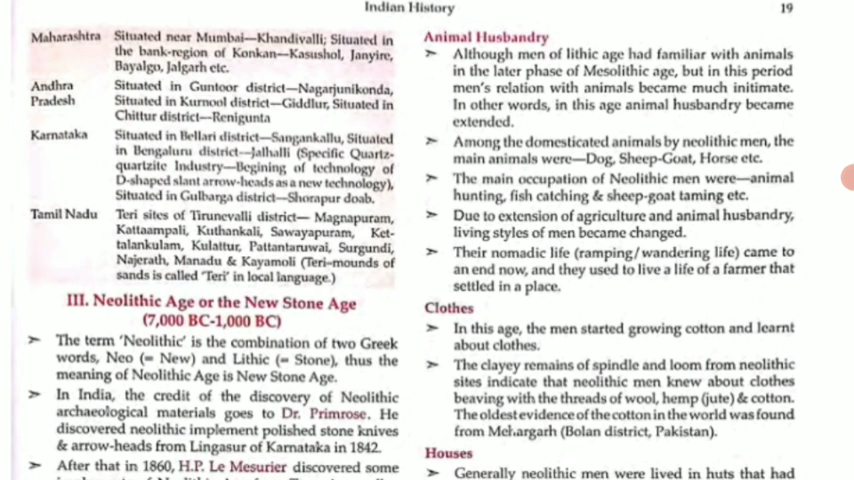 Indian History
19
Maharashtra Situated near Mumbai—Khandivalli; Situated in
the bank-region of Konkan—Kasushol, Janyire,
Bayalgo, Jalgarh etc.
Andhra Situated in Guntoor district—Nagarjunikonda,
Pradesh Situated in Kurnool district—Giddlur, Situated in
Chittur district—Renigunta
Karnataka Situated in Bellari district—Sangankallu, Situated
in Bengaluru district—Jalhalli (Specific Quartz-
quartzite Industry—Begining of technology of
D-shaped slant arrow-heads as a new technology),
Situated in Gulbarga district—Shorapur doab.
Tamil Nadu Teri sites of Tirunevalli district— Magnapuram,
Kattaampali, Kuthankali, Sawayapuram, Ket-
talankulam, Kulattur, Pattantaruwai, Surgundi,
Najerath, Manadu & Kayamoli (Teri-mounds of
sands is called 'Teri' in local language.)
III. Neolithic Age or the New Stone Age
(7,000 BC-1,000 BC)
➤ The term 'Neolithic' is the combination of two Greek
words, Neo (= New) and Lithic (= Stone), thus the
meaning of Neolithic Age is New Stone Age.
➤ In India, the credit of the discovery of Neolithic
archaeological materials goes to Dr. Primrose. He
discovered neolithic implement polished stone knives
& arrow-heads from Lingasur of Karnataka in 1842.
➤ After that in 1860, H.P. Le Mesurier discovered some
Animal Husbandry
➤ Although men of lithic age had familiar with animals
in the later phase of Mesolithic age, but in this period
men's relation with animals became much initimate.
In other words, in this age animal husbandry became
extended.
➤ Among the domesticated animals by neolithic men, the
main animals were—Dog, Sheep-Goat, Horse etc.
➤ The main occupation of Neolithic men were—animal
hunting, fish catching & sheep-goat taming etc.
➤ Due to extension of agriculture and animal husbandry,
living styles of men became changed.
➤ Their nomadic life (ramping/wandering life) came to
an end now, and they used to live a life of a farmer that
settled in a place.
Clothes
➤ In this age, the men started growing cotton and learnt
about clothes.
➤ The clayey remains of spindle and loom from neolithic
sites indicate that neolithic men knew about clothes
beaving with the threads of wool, hemp (jute) & cotton.
The oldest evidence of the cotton in the world was found
from Mehargarh (Bolan district, Pakistan).
Houses
➤ Generally neolithic men were lived in huts that had